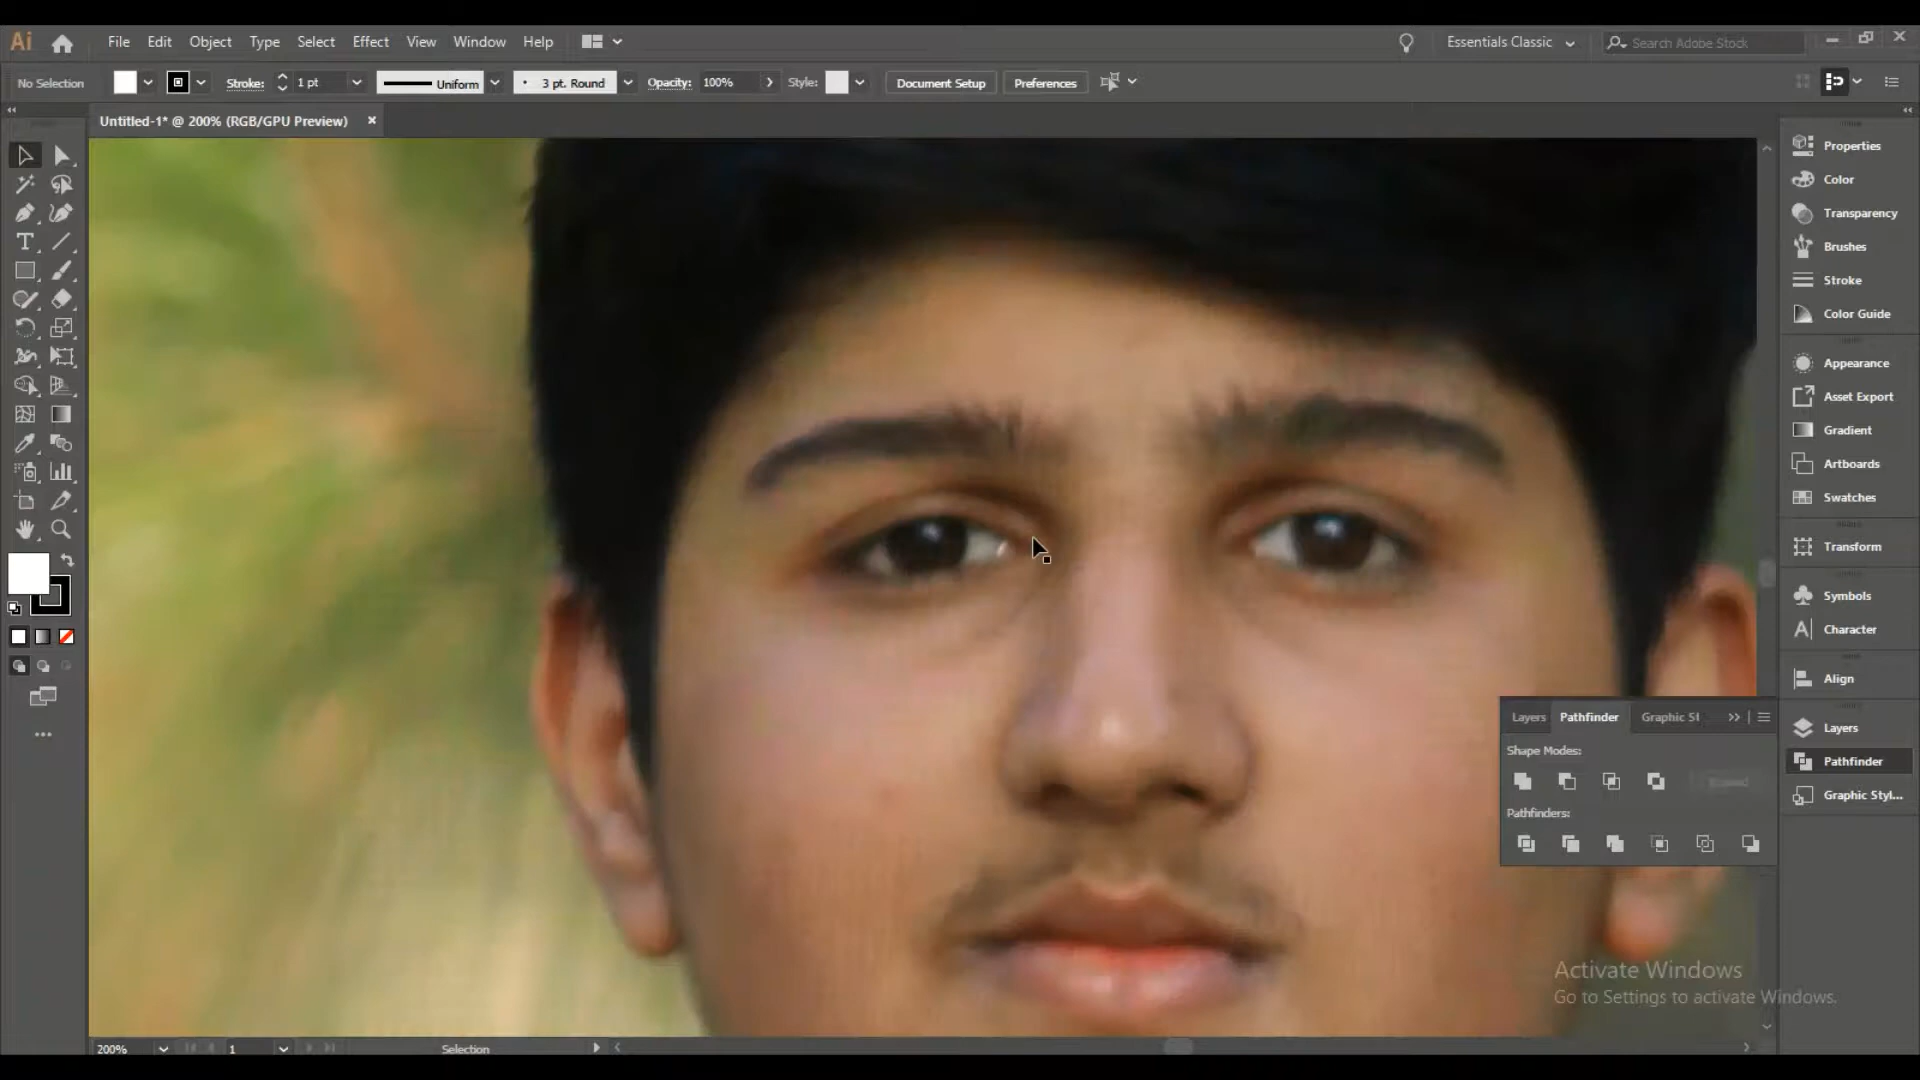 Ai File Edit Object Type Select Effect View Window Help Essentials Classic Search Adobe Stock
No Selection Stroke: 1 pt Uniform 3 pt. Round Opacity: 100% Style: Document Setup Preferences
Untitled-1* @ 200% (RGB/GPU Preview)
Properties
Color
Transparency
Brushes
Stroke
Color Guide
Appearance
Asset Export
Gradient
Artboards
Swatches
Transform
Symbols
Character
Align
Layers
Pathfinder
Graphic Styl...
Layers Pathfinder Graphic St
Shape Modes:
Pathfinders:
Activate Windows
Go to Settings to activate Windows.
200% 1 Selection